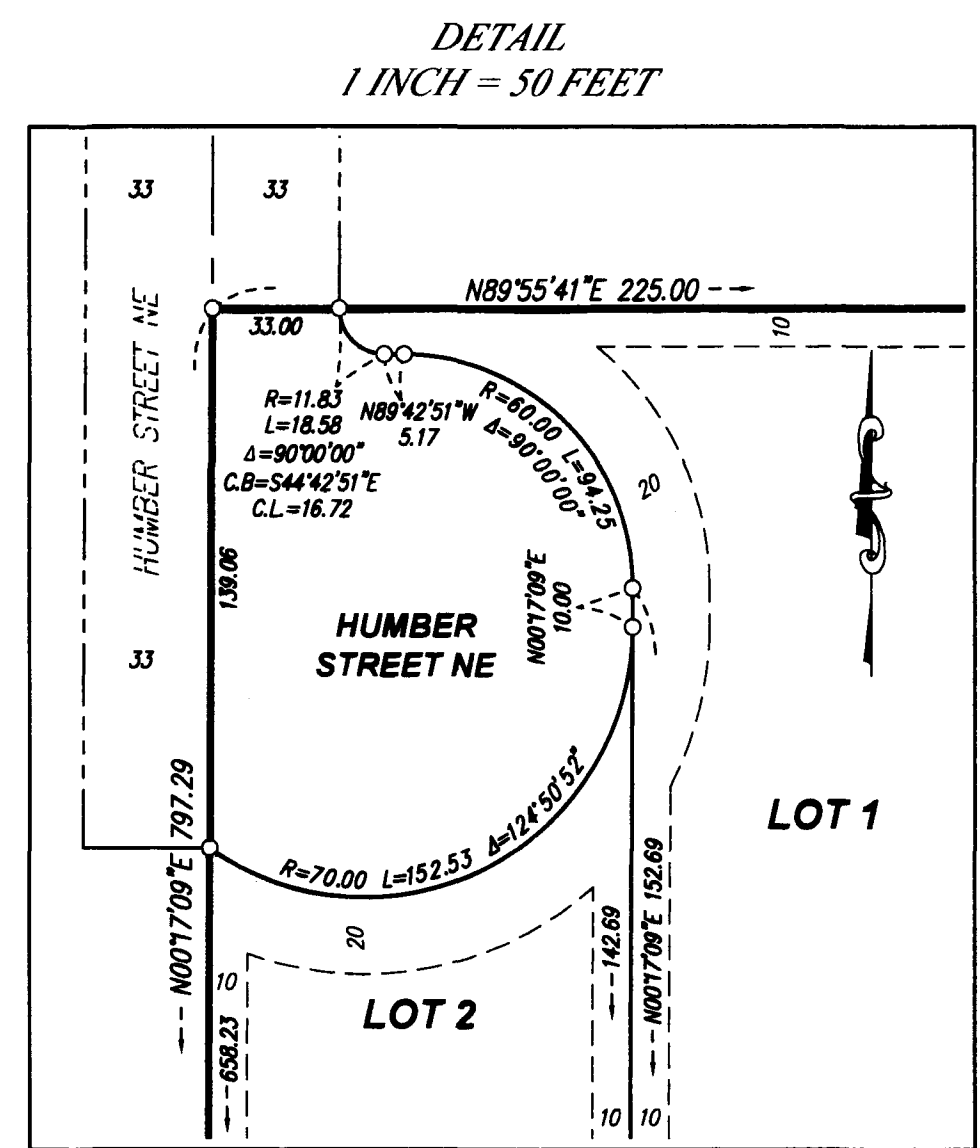 DETAIL
1 INCH = 50 FEET
33
33
HUMBER STREET NE
N89°55'41"E 225.00
33.00
10
R=11.83
L=18.58
Δ=90°00'00"
C.B=S44°42'51"E
C.L.=16.72
N89°42'51"W
5.17
R=60.00 L=94.25
Δ=90°00'00"
20
139.06
N00°17'09"E
10.00
HUMBER
STREET NE
33
LOT 1
N00°17'09"E 797.29
R=70.00 L=152.53 Δ=124°50'52"
20
10
658.23
LOT 2
142.69
N00°17'09"E 152.69
10
10